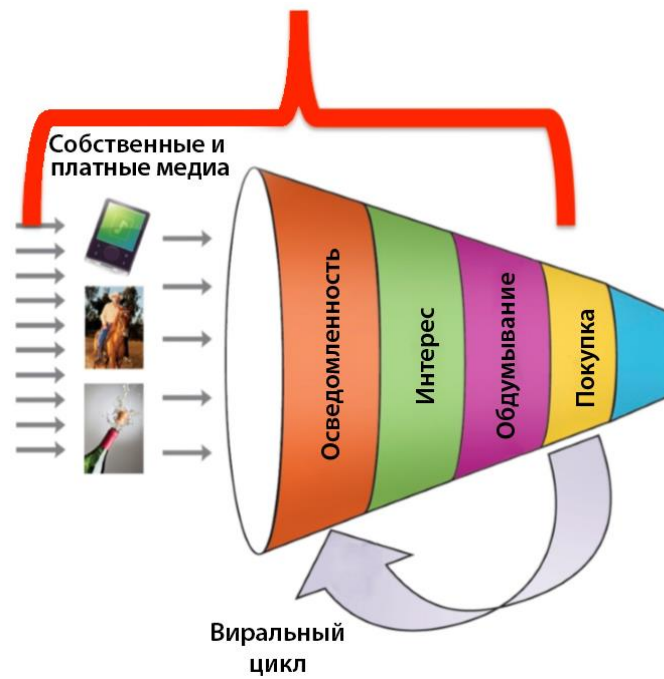 Собственные и
платные медиа
Осведомленность
Интерес
Обдумывание
Покупка
Виральный
цикл